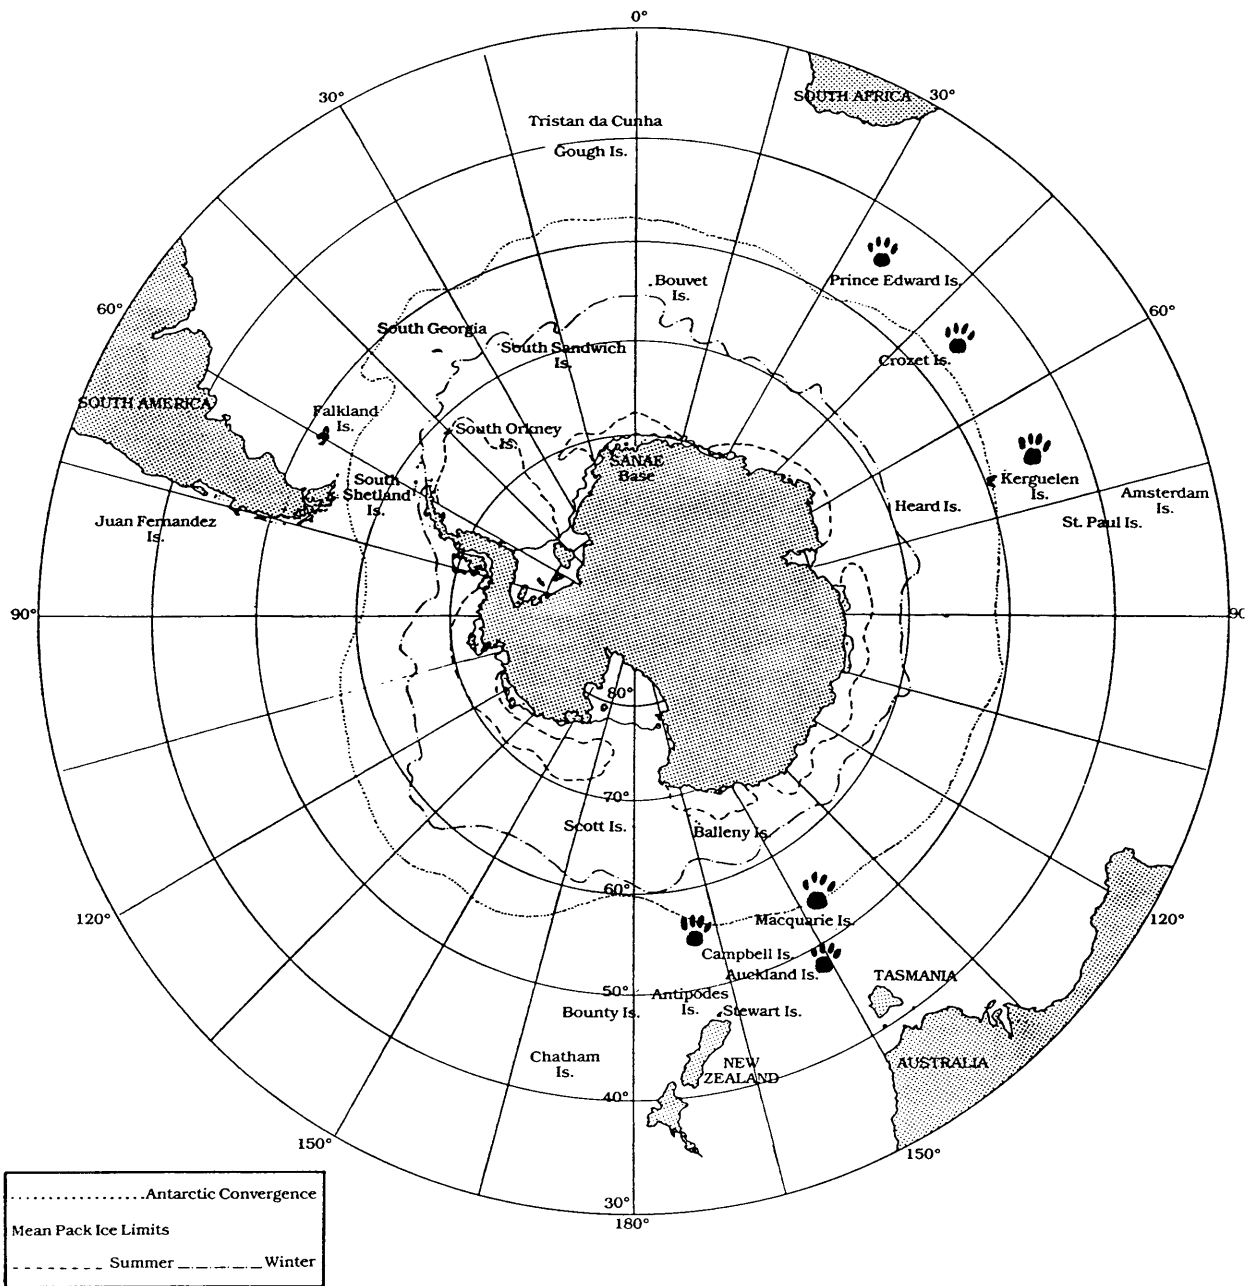 0°
30°
SOUTH AFRICA
30°
Tristan da Cunha
Gough Is.
Bouvet
Is.
Prince Edward Is.
60°
60°
South Georgia
South Sandwich
Is.
Crozet Is.
SOUTH AMERICA
Falkland
Is.
South Orkney
Is.
SANAE
Base
South
Shetland
Is.
Kerguelen
Is.
Amsterdam
Is.
Heard Is.
St. Paul Is.
Juan Fernandez
Is.
90°
90
80°
70°
Scott Is.
Balleny Is.
60°
120°
120°
Macquarie Is.
Campbell Is.
Auckland Is.
TASMANIA
50°
Antipodes
Is.
Bounty Is.
Stewart Is.
Chatham
Is.
NEW
ZEALAND
AUSTRALIA
40°
150°
150°
30°
180°
Antarctic Convergence
Mean Pack Ice Limits
Summer Winter